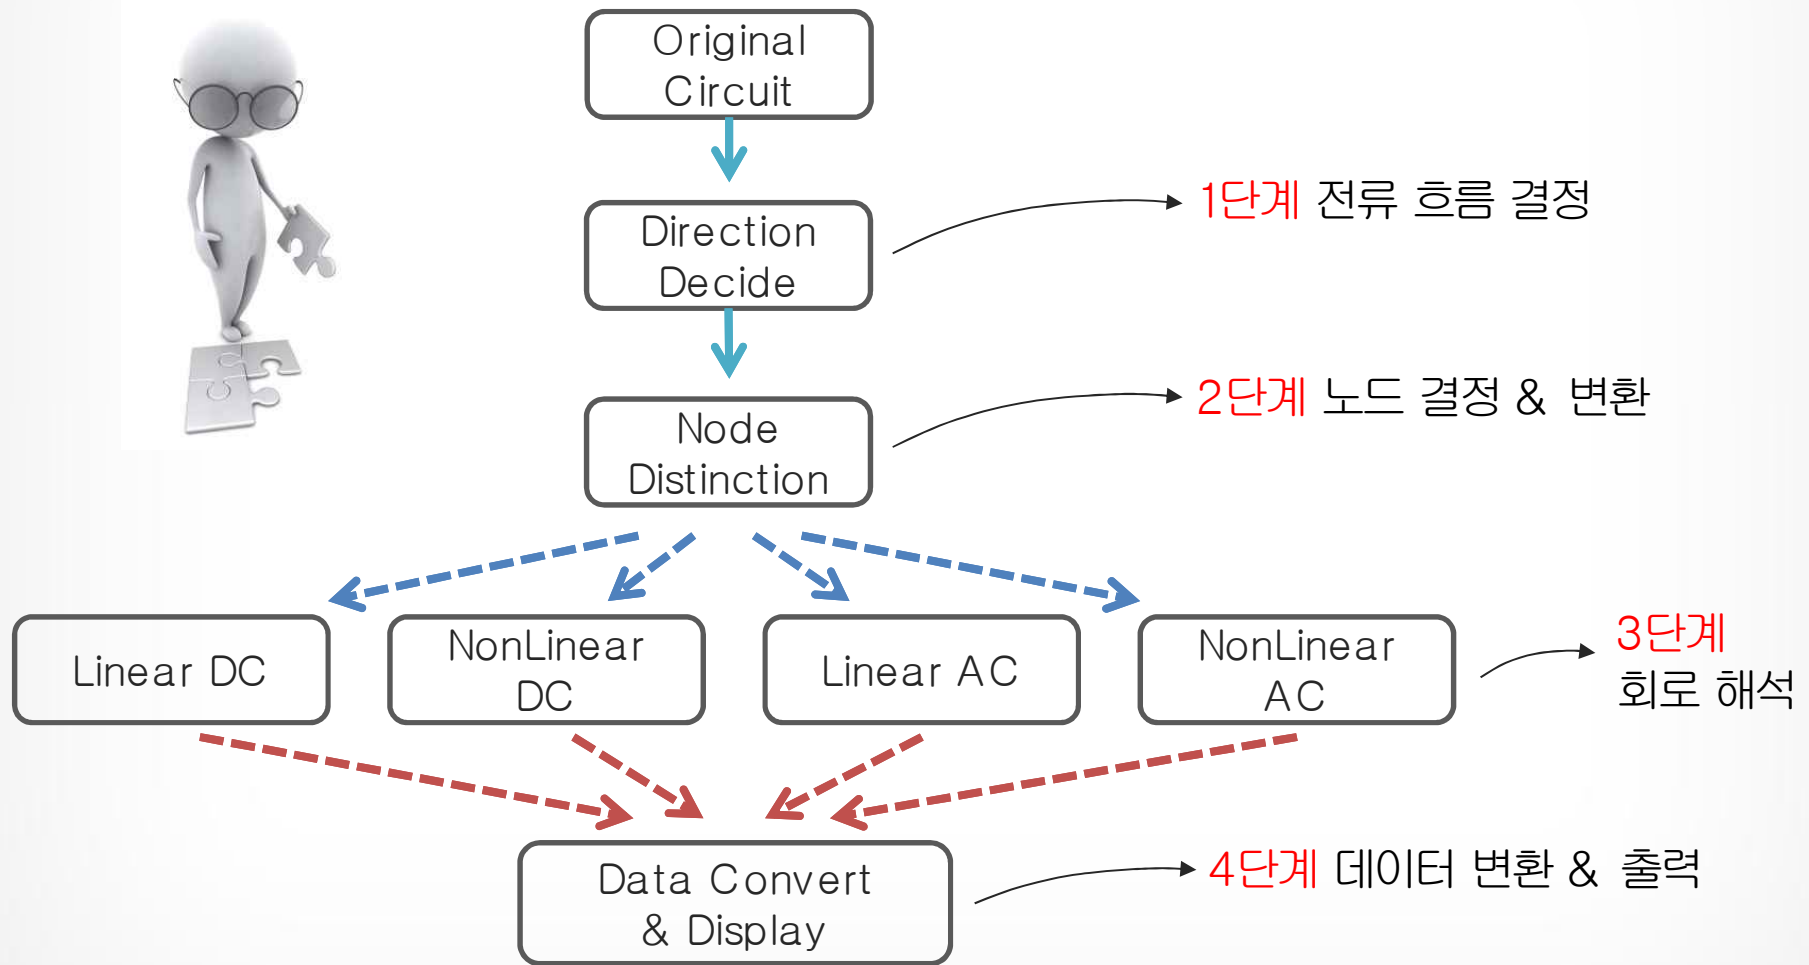 Original
Circuit
Direction
Decide
1단계 전류 흐름 결정
Node
Distinction
2단계 노드 결정 & 변환
Linear DC
NonLinear
DC
Linear AC
NonLinear
AC
3단계
회로 해석
Data Convert
& Display
4단계 데이터 변환 & 출력